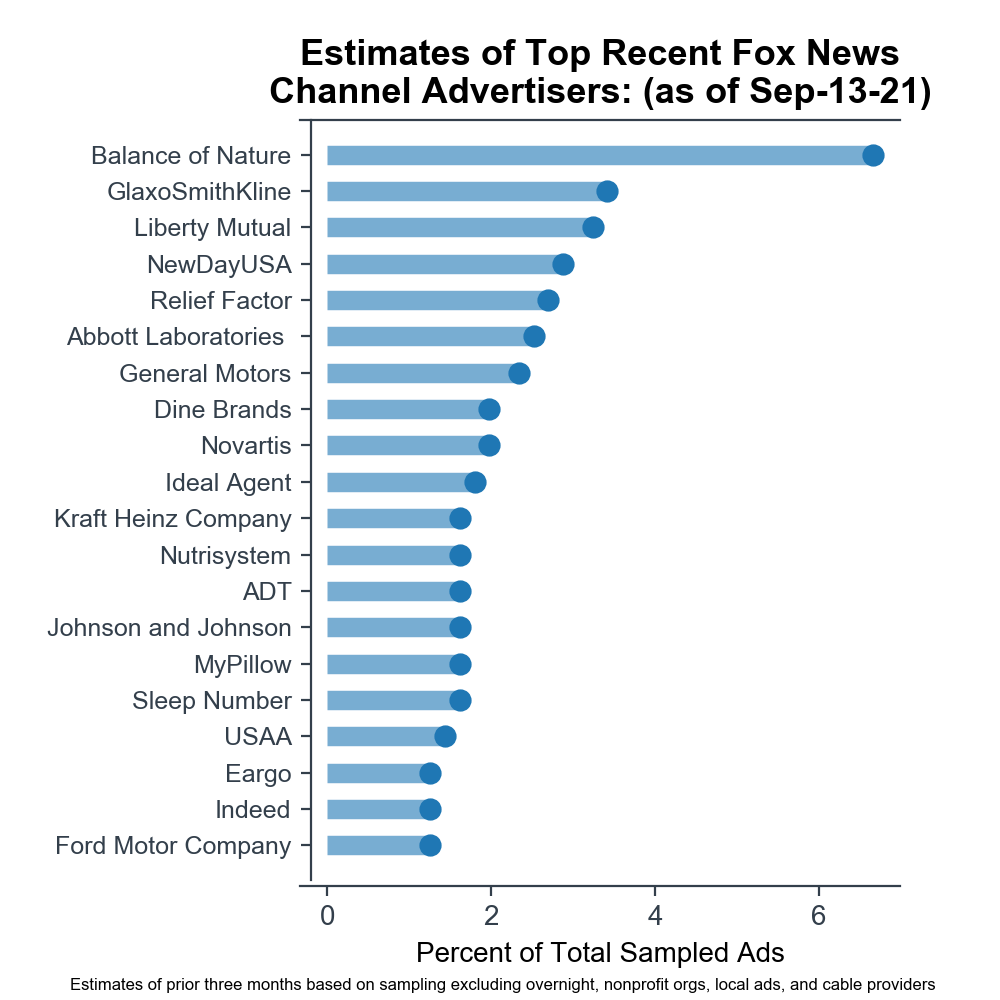 Estimates of Top Recent Fox News
Channel Advertisers: (as of Sep-13-21)
Balance of Nature
GlaxoSmithKline
Liberty Mutual
NewDayUSA
Relief Factor
Abbott Laboratories
General Motors
Dine Brands
Novartis
Ideal Agent
Kraft Heinz Company
Nutrisystem
ADT
Johnson and Johnson
MyPillow
Sleep Number
USAA
Eargo
Indeed
Ford Motor Company
0 2 4 6
Percent of Total Sampled Ads
Estimates of prior three months based on sampling excluding overnight, nonprofit orgs, local ads, and cable providers